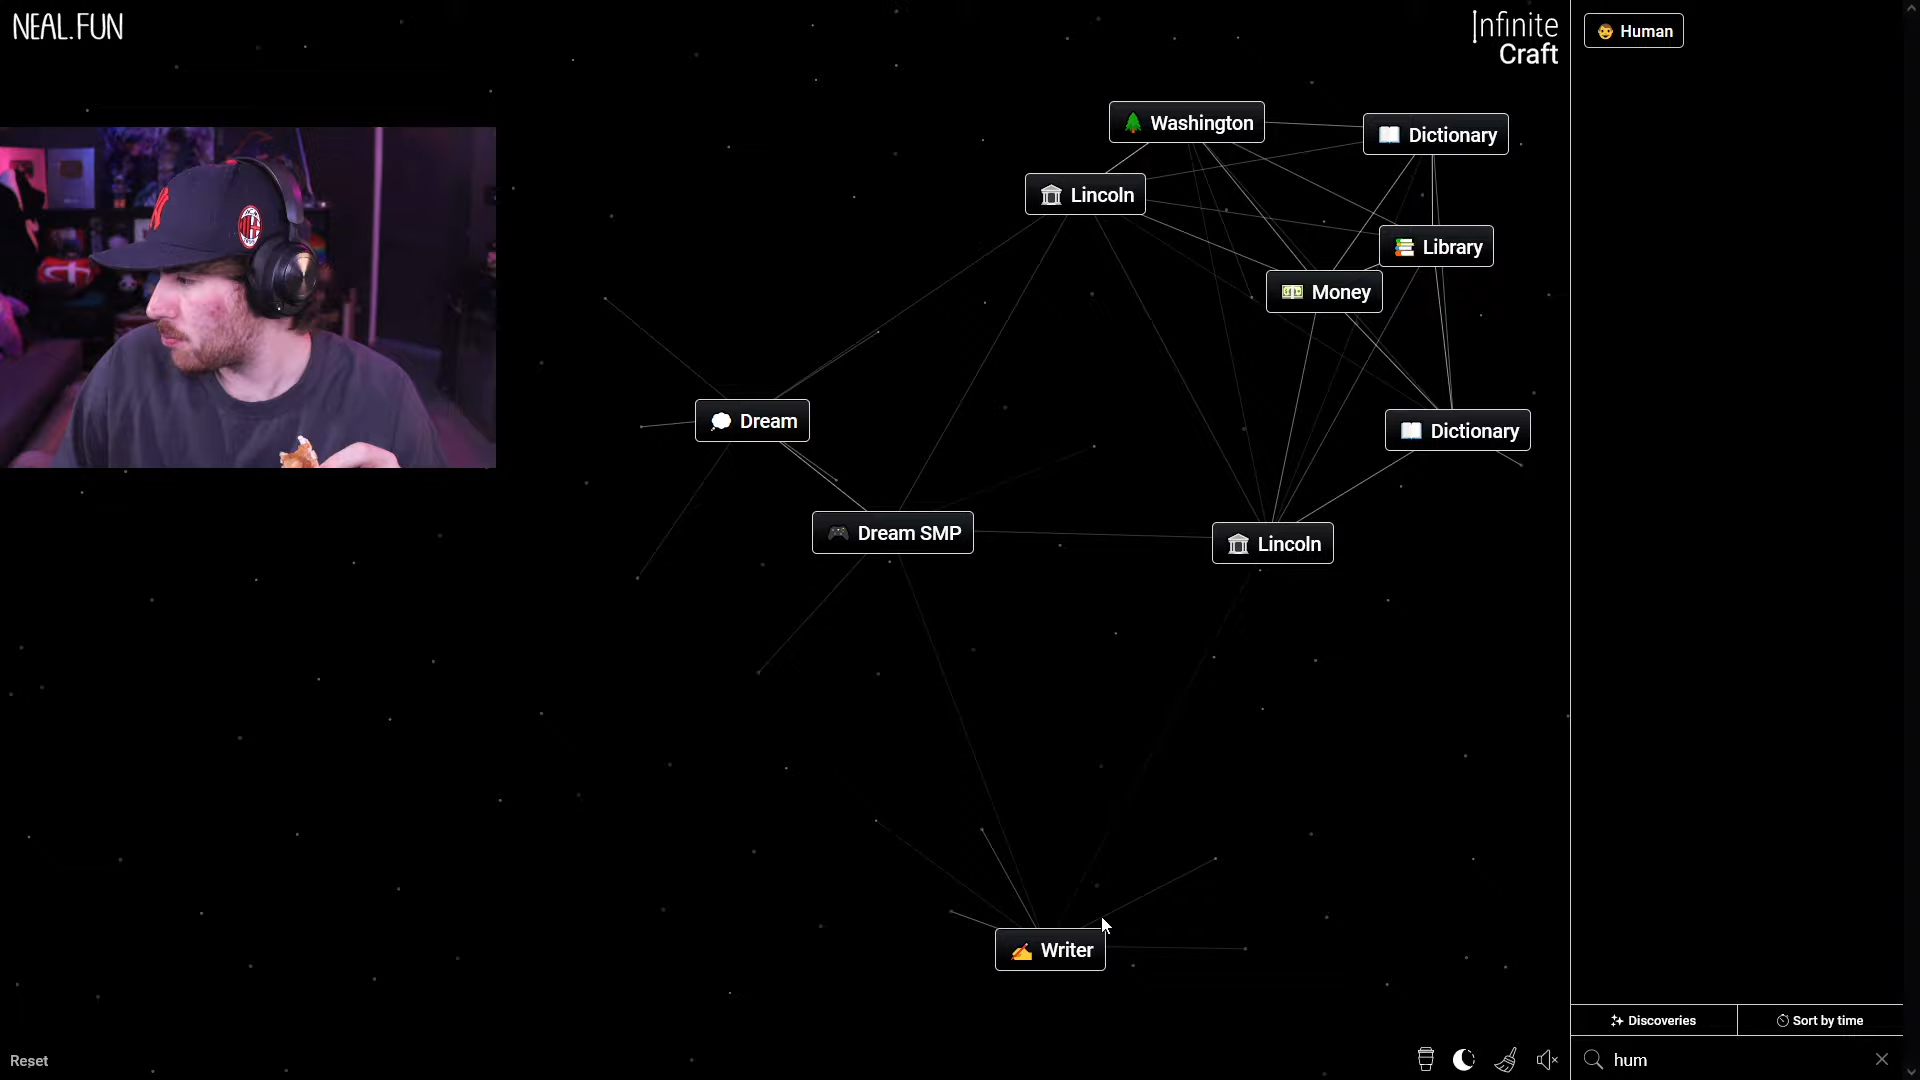 NEAL.FUN
Infinite
Craft
Human
Washington
Dictionary
Lincoln
Library
Money
Dream
Dictionary
Dream SMP
Lincoln
Writer
Discoveries
Sort by time
Reset
hum